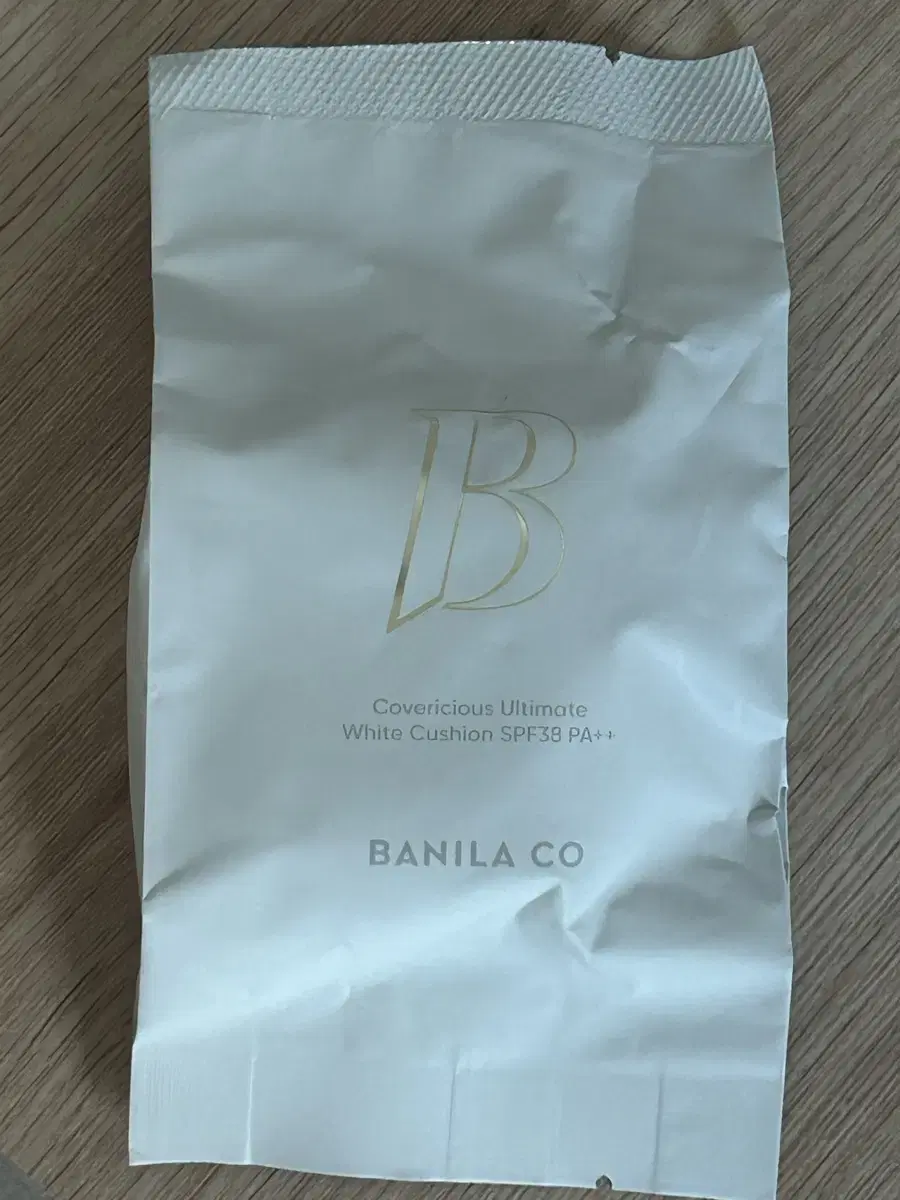 B
Covericious Ultimate
White Cushion SPF38 PA++
BANILA CO